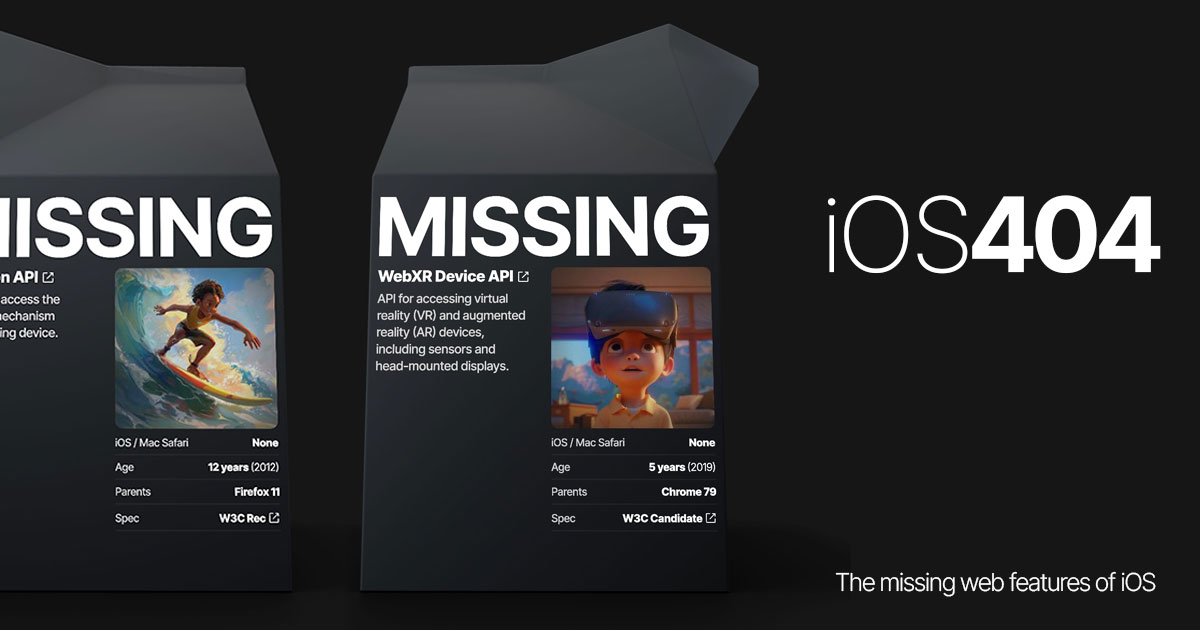 MISSING
n API
access the
echanism
ing device.
iOS / Mac Safari None
Age 12 years (2012)
Parents Firefox 11
Spec W3C Rec
MISSING
WebXR Device API
API for accessing virtual
reality (VR) and augmented
reality (AR) devices,
including sensors and
head-mounted displays.
iOS / Mac Safari None
Age 5 years (2019)
Parents Chrome 79
Spec W3C Candidate
iOS404
The missing web features of iOS